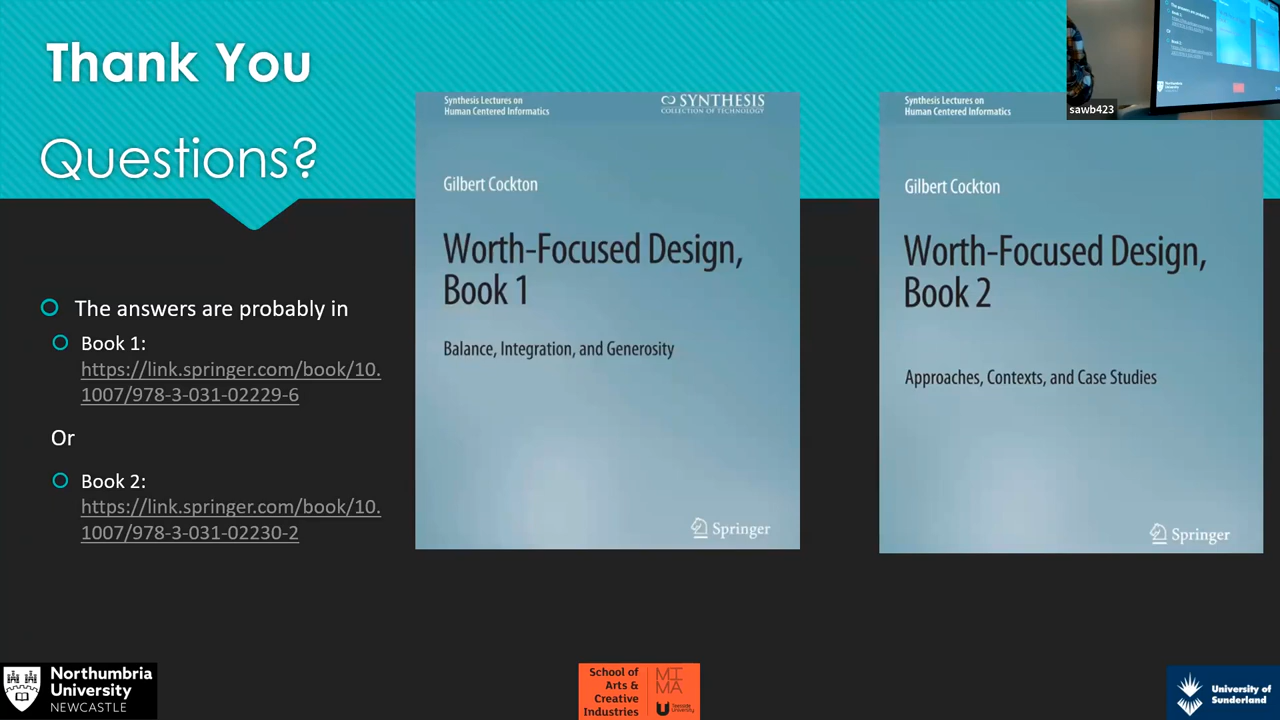 Thank You
Questions?
The answers are probably in
Book 1:
https://link.springer.com/book/10.
1007/978-3-031-02229-6
Or
Book 2:
https://link.springer.com/book/10.
1007/978-3-031-02230-2
Synthesis Lectures on
Human Centered Informatics
SYNTHESIS
COLLECTION OF TECHNOLOGY
Gilbert Cockton
Worth-Focused Design,
Book 1
Balance, Integration, and Generosity
Springer
Synthesis Lectures on
Human Centered Informatics
Gilbert Cockton
Worth-Focused Design,
Book 2
Approaches, Contexts, and Case Studies
Springer
sawb423
Northumbria
University
NEWCASTLE
School of
Arts &
Creative
Industries
MI
MA
Teesside
University
University of
Sunderland